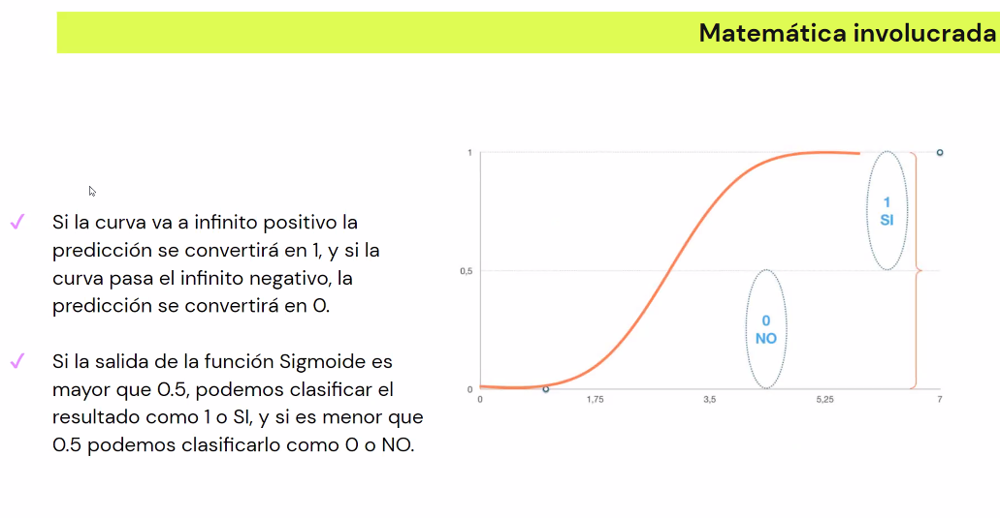 Matemática involucrada
Si la curva va a infinito positivo la
predicción se convertirá en 1, y si la
curva pasa el infinito negativo, la
predicción se convertirá en 0.
Si la salida de la función Sigmoide es
mayor que 0.5, podemos clasificar el
resultado como 1 o SI, y si es menor que
0.5 podemos clasificarlo como 0 o NO.
1
0,5
0
0
1,75
3,5
5,25
7
1
SI
0
NO